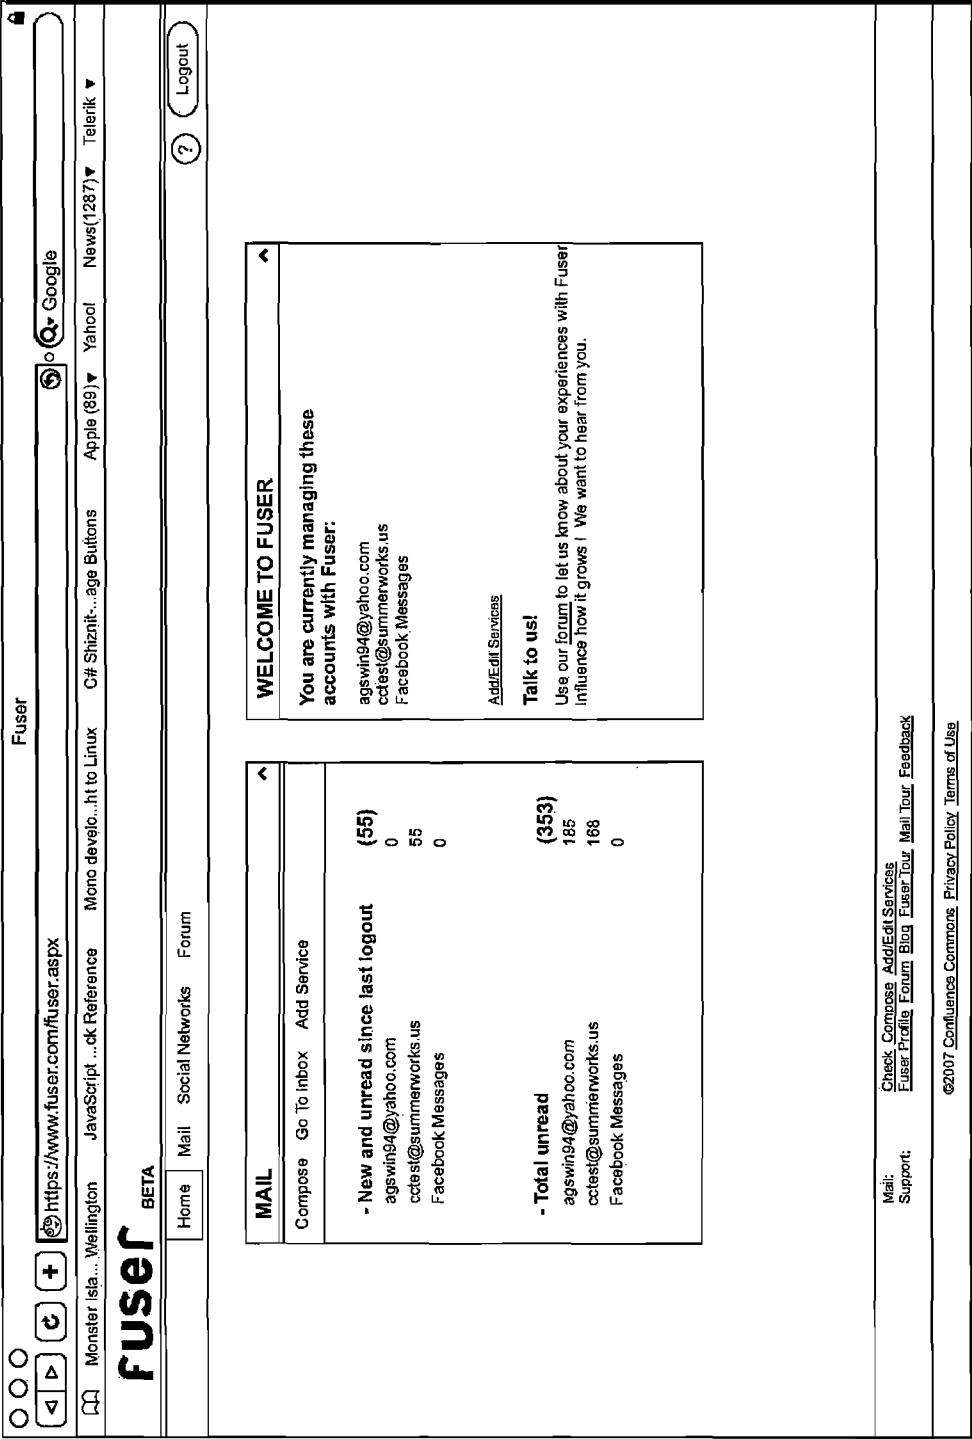 Fuser
https://www.fuser.com/fuser.aspx
Google
Monster Isla... Wellington JavaScript ...ck Reference Mono develo...ht to Linux C# Shiznit-...age Buttons Apple (89)▾ Yahoo! News(1287)▾ Telerik ▾
fuser BETA
Home Mail Social Networks Forum ? Logout
MAIL
Compose Go To Inbox Add Service
- New and unread since last logout (55)
agswin94@yahoo.com 0
cctest@summerworks.us 55
Facebook Messages 0
- Total unread (353)
agswin94@yahoo.com 185
cctest@summerworks.us 168
Facebook Messages 0
WELCOME TO FUSER
You are currently managing these
accounts with Fuser:
agswin94@yahoo.com
cctest@summerworks.us
Facebook Messages
Add/Edit Services
Talk to us!
Use our forum to let us know about your experiences with Fuser
Influence how it grows ! We want to hear from you.
Mail: Check Compose Add/Edit Services
Support: Fuser Profile Forum Blog Fuser Tour Mail Tour Feedback
©2007 Confluence Commons Privacy Policy Terms of Use